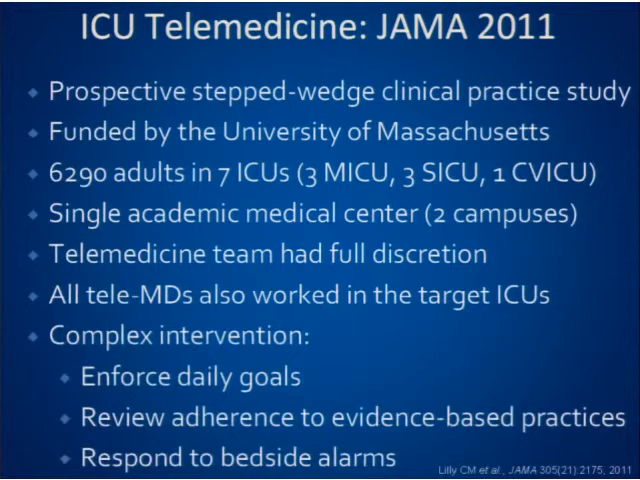 ICU Telemedicine: JAMA 2011
Prospective stepped-wedge clinical practice study
Funded by the University of Massachusetts
6290 adults in 7 ICUs (3 MICU, 3 SICU, 1 CVICU)
Single academic medical center (2 campuses)
Telemedicine team had full discretion
All tele-MDs also worked in the target ICUs
Complex intervention:
Enforce daily goals
Review adherence to evidence-based practices
Respond to bedside alarms
Lilly CM et al., JAMA 305(21):2175, 2011